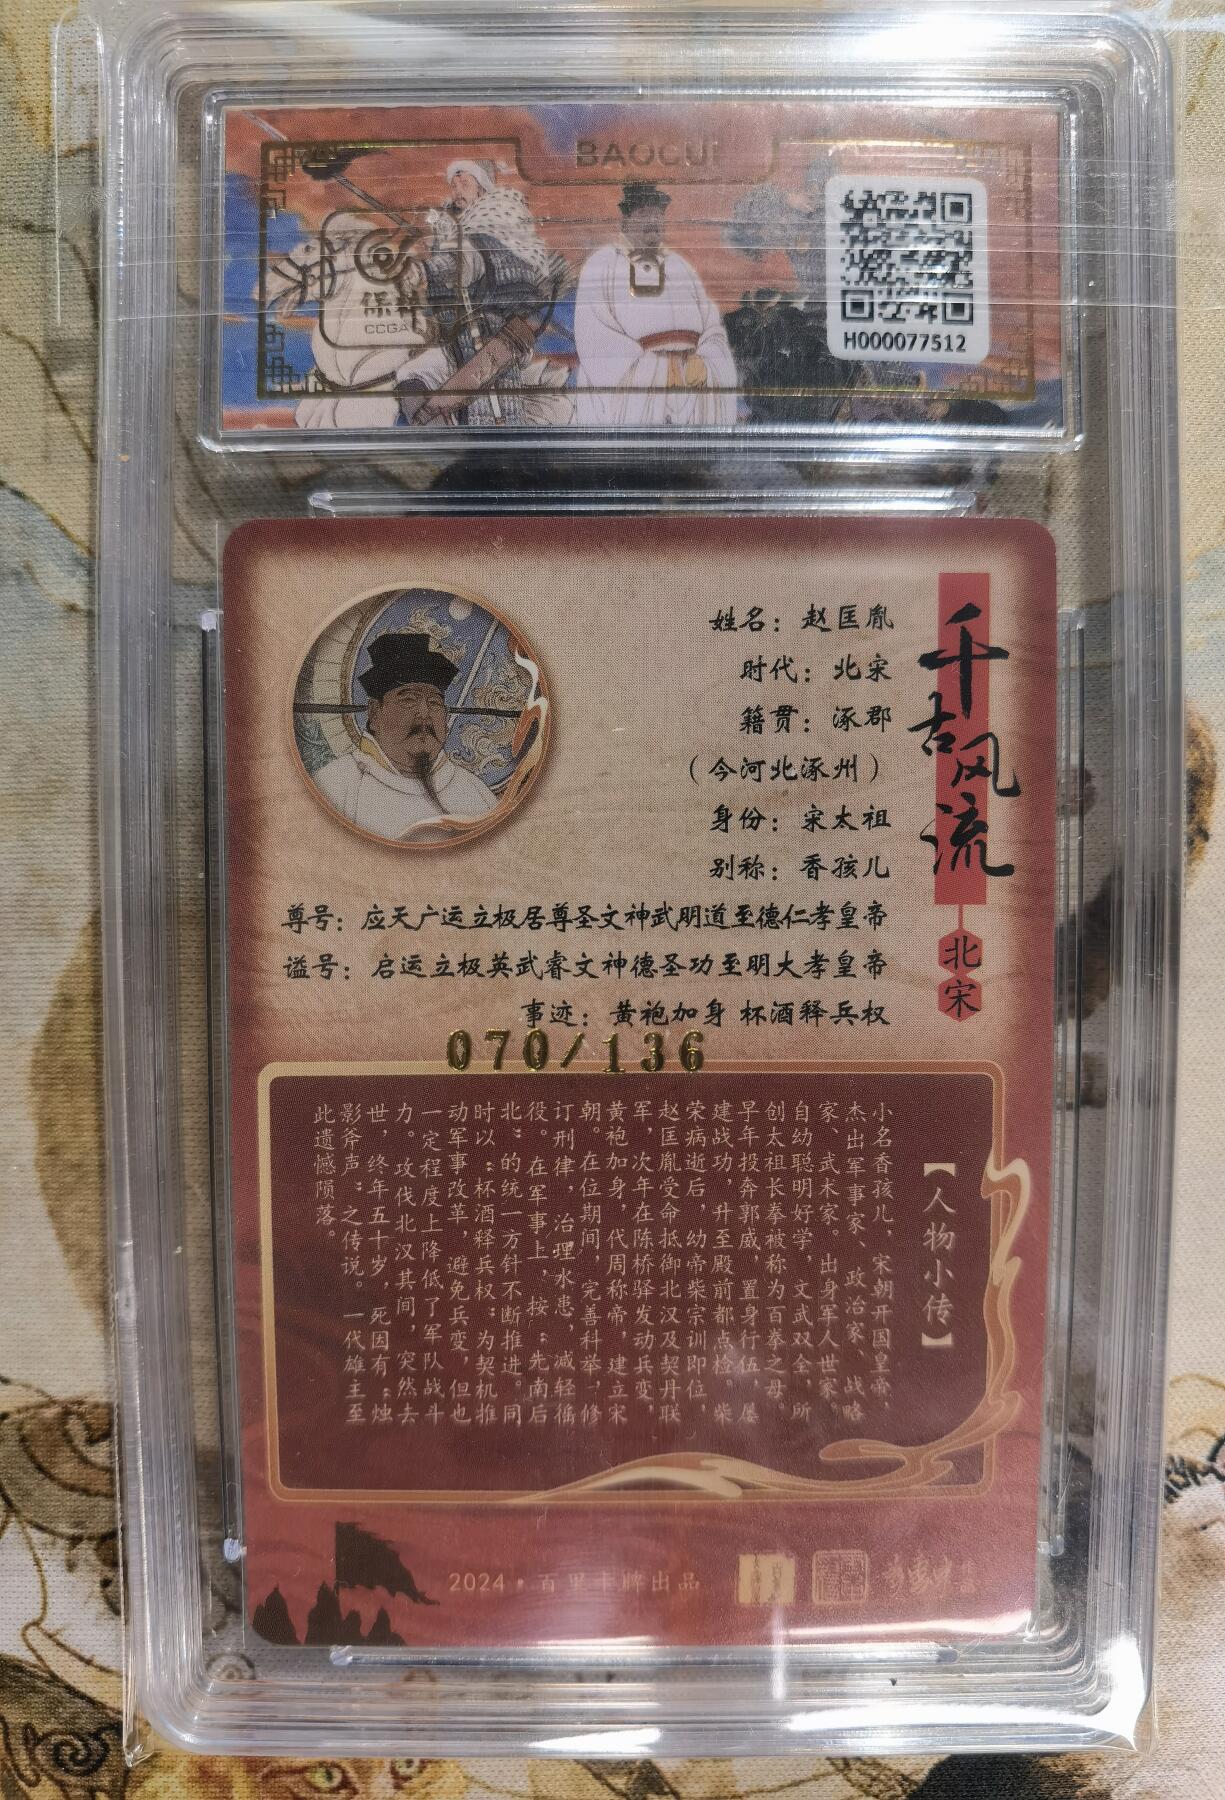 BAOCUI
保粹
CCGA
H000077512
千古风流
北宋
姓名：赵匡胤
时代：北宋
籍贯：涿郡
（今河北涿州）
身份：宋太祖
别称：香孩儿
尊号：应天广运立极居尊圣文神武明道至德仁孝皇帝
谥号：启运立极英武睿文神德圣功至明大孝皇帝
事迹：黄袍加身 杯酒释兵权
070/136
【人物小传】
小名香孩儿，宋朝开国皇帝，
杰出军事家、政治家、战略
家、武术家。出身军人世家。
自幼聪明好学，文武双全，所
创太祖长拳被称为百拳之母。
早年投奔郭威，置身行伍，屡
建战功，升至殿前都点检。柴
荣病逝后，幼帝柴宗训即位，
赵匡胤受命抵御北汉及契丹联
军，次年在陈桥驿发动兵变，
黄袍加身，代周称帝，建立宋
朝。在位期间，完善科举、修
订刑律，治理水患，减轻徭
役。在军事上，按“先南后
北”的统一方针不断推进。同
时以“杯酒释兵权”为契机推
动军事改革，避免兵变，但也
一定程度上降低了军队战斗
力。攻伐北汉其间，突然去
世，终年五十岁，死因有“烛
影斧声”之传说。一代雄主至
此遗憾陨落。
2024·百里卡牌出品